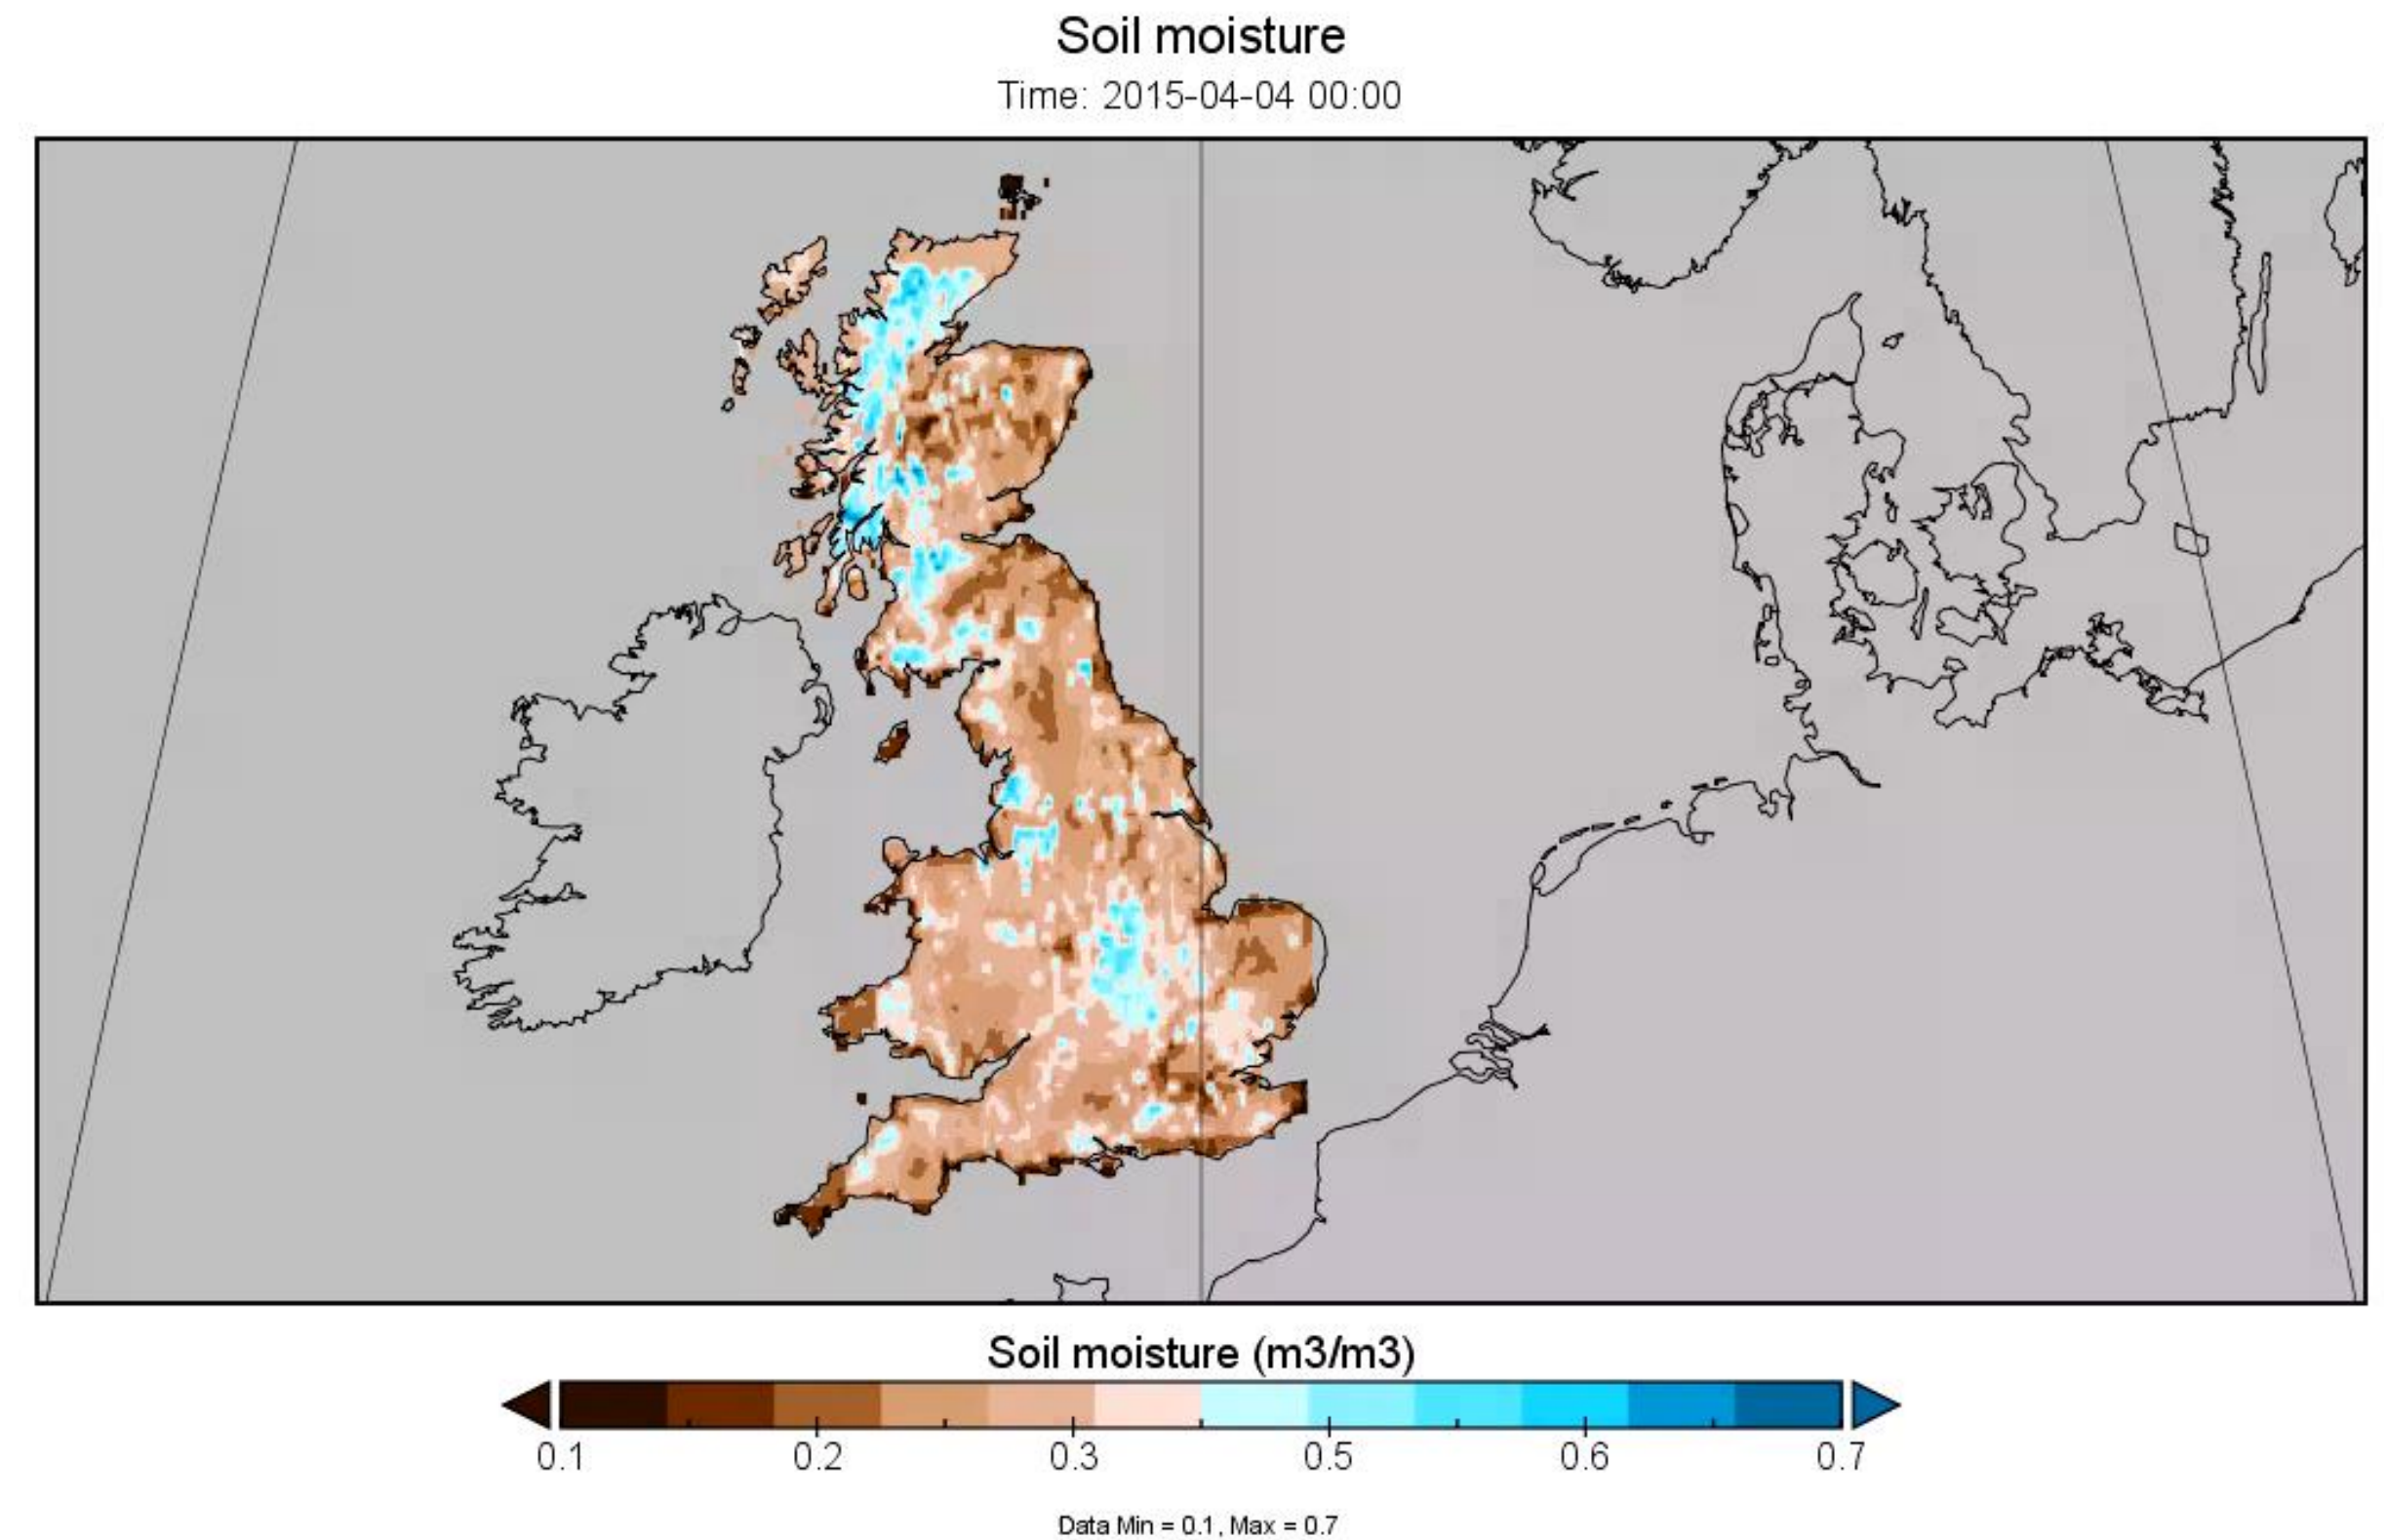 Soil moisture
Time: 2015-04-04 00:00
Soil moisture (m3/m3)
0.1 0.2 0.3 0.5 0.6 0.7
Data Min = 0.1, Max = 0.7